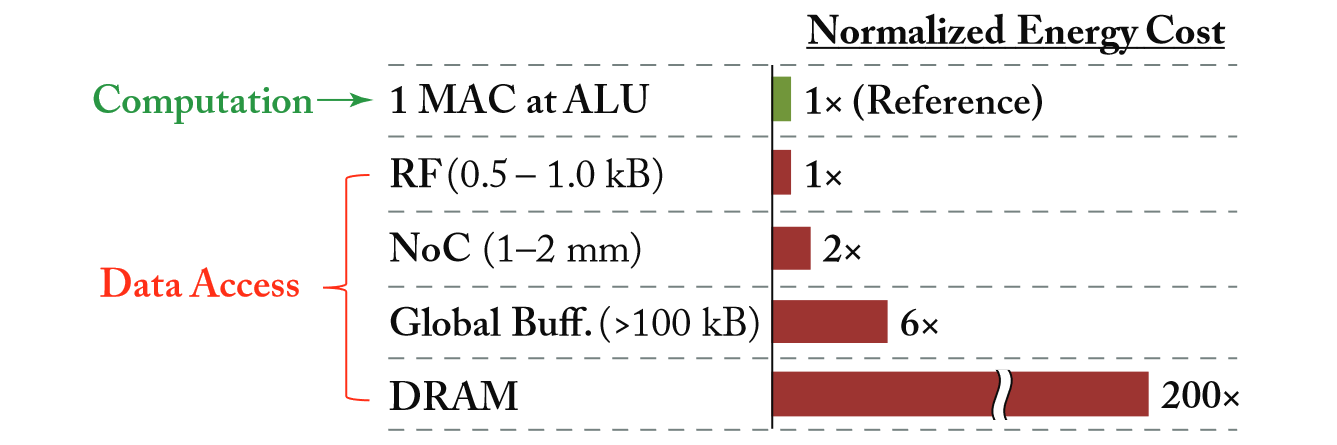 Normalized Energy Cost
Computation 1 MAC at ALU 1× (Reference)
RF (0.5 – 1.0 kB) 1×
NoC (1–2 mm) 2×
Data Access
Global Buff. (>100 kB) 6×
DRAM 200×